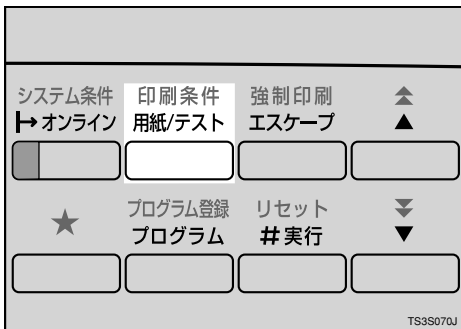 システム条件 印刷条件 強制印刷
オンライン 用紙/テスト エスケープ ▲
★ プログラム登録 リセット
プログラム #実行 ▼
TS3S070J